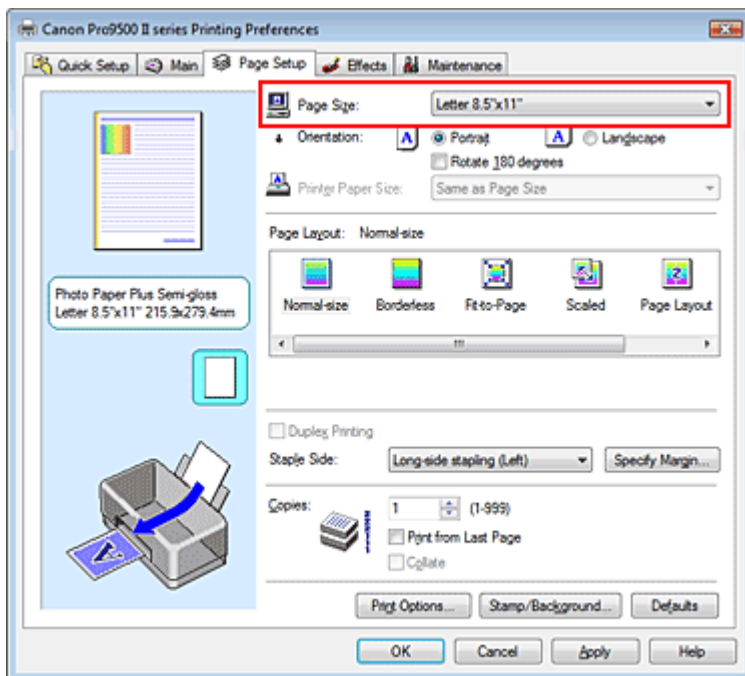 Canon Pro9500 II series Printing Preferences
Quick Setup Main Page Setup Effects Maintenance
Page Size: Letter 8.5"x11"
Orientation: A Portrait A Landscape
Rotate 180 degrees
Printer Paper Size: Same as Page Size
Page Layout: Normal-size
Normal-size Borderless Fit-to-Page Scaled Page Layout
Photo Paper Plus Semi-gloss
Letter 8.5"x11" 215.9x279.4mm
Duplex Printing
Staple Side: Long-side stapling (Left) Specify Margin...
Copies: 1 (1-999)
Print from Last Page
Collate
Print Options... Stamp/Background... Defaults
OK Cancel Apply Help